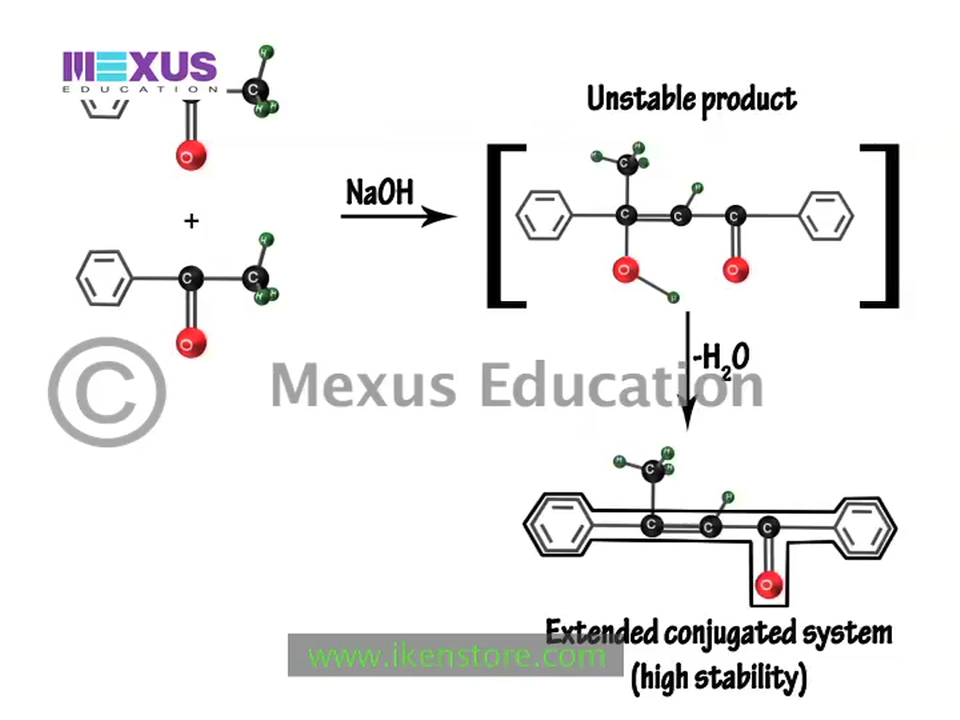 MEXUS
EDUCATION
Unstable product
NaOH
+
-H2O
© Mexus Education
Extended conjugated system
www.ikenstore.com
(high stability)